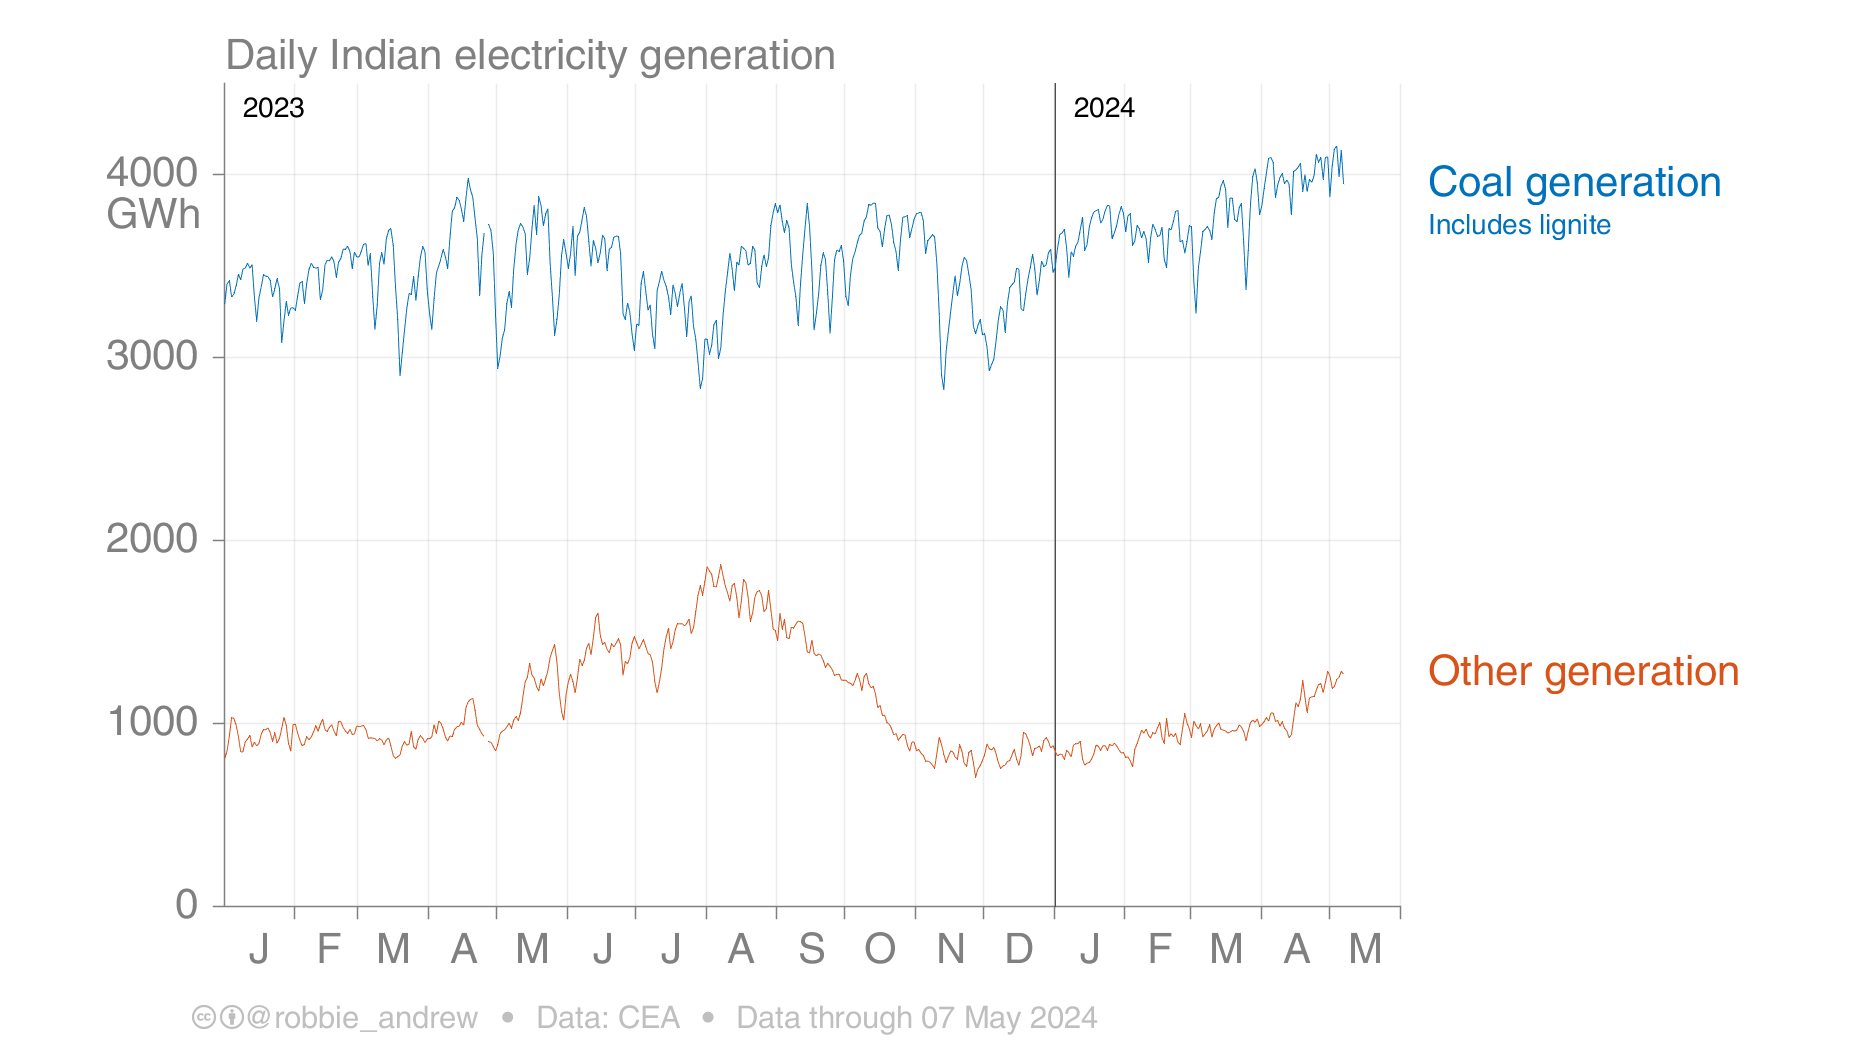 Daily Indian electricity generation
2023
2024
4000
GWh
3000
2000
1000
0
Coal generation
Includes lignite
Other generation
J F M A M J J A S O N D J F M A M
@robbie_andrew • Data: CEA • Data through 07 May 2024